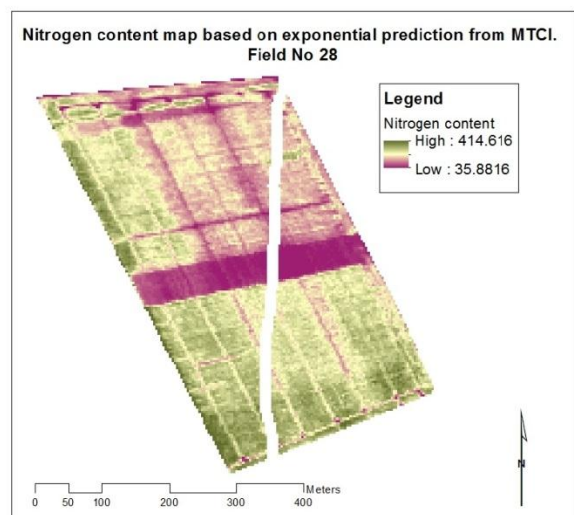 Nitrogen content map based on exponential prediction from MTCI.
Field No 28
Legend
Nitrogen content
High : 414.616
Low : 35.8816
N
Meters
0 50 100 200 300 400